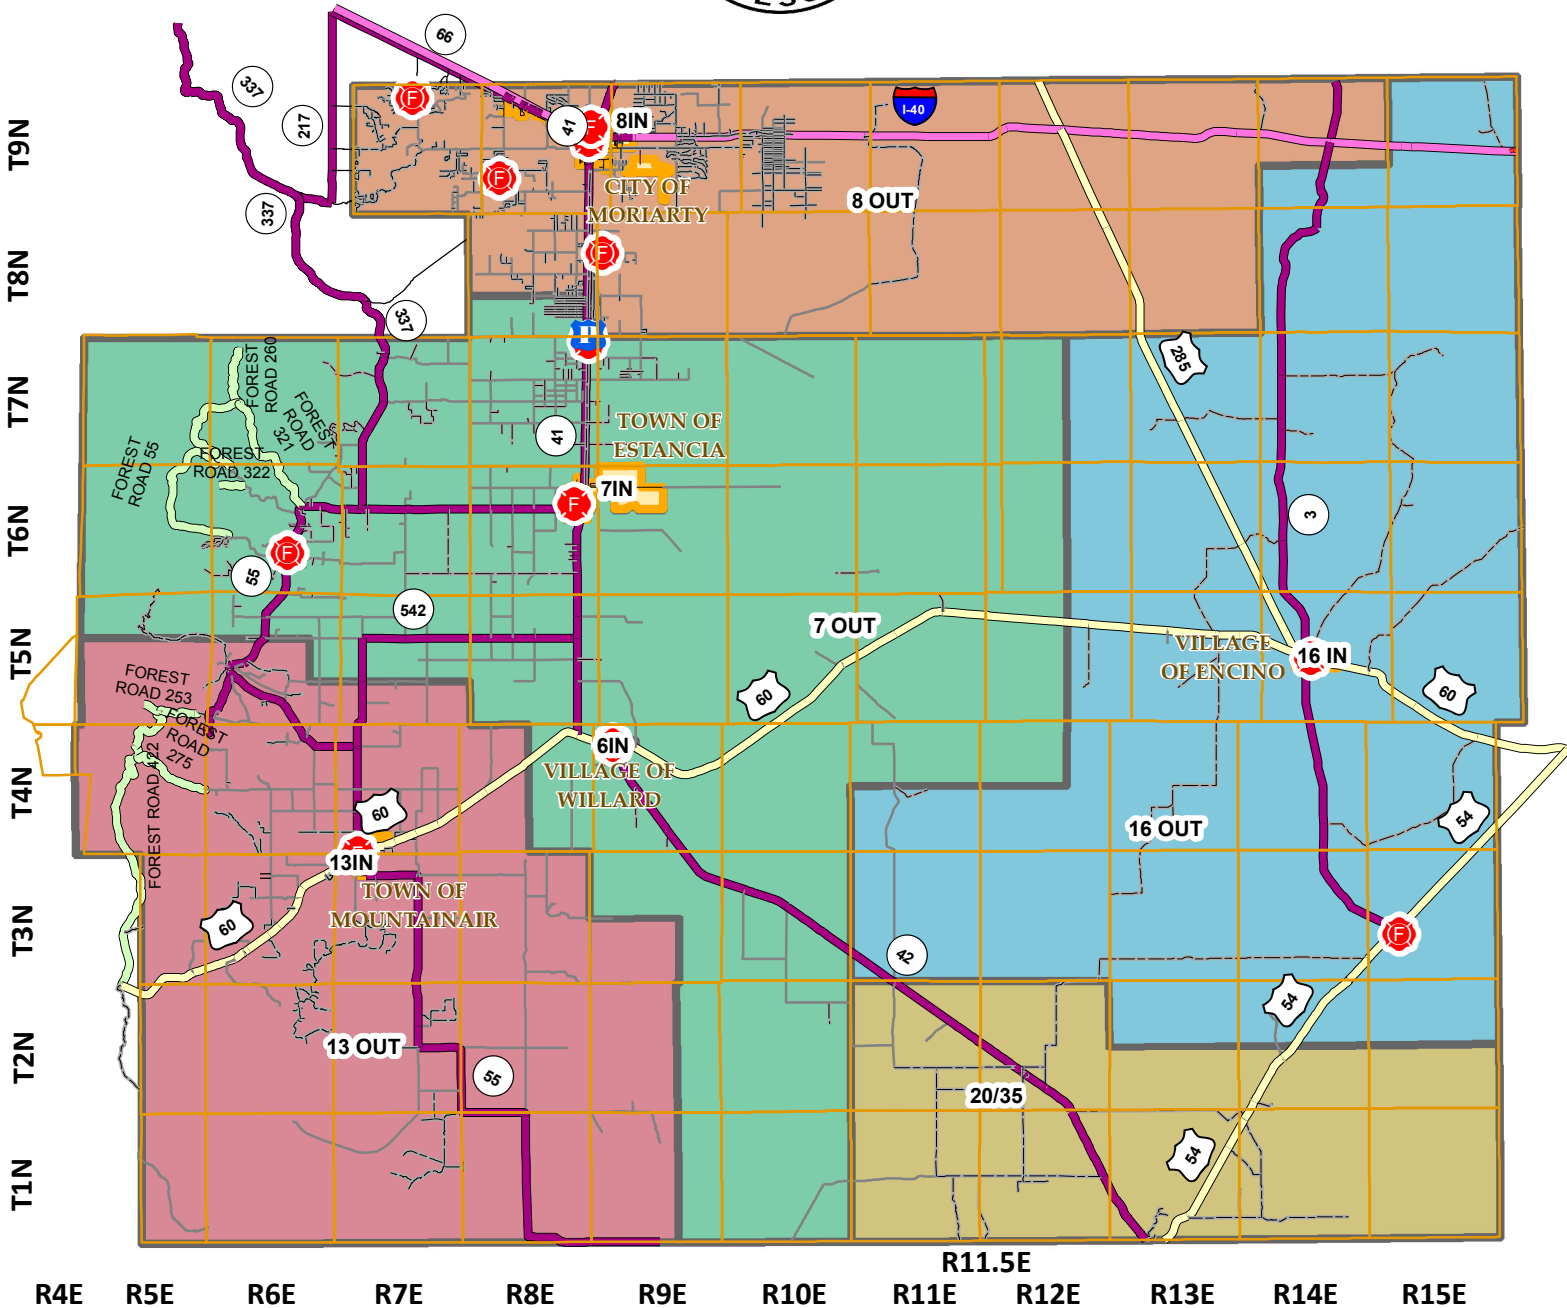 66
337
217
41
8IN
I-40
T9N
CITY OF
MORIARTY
8 OUT
337
T8N
337
285
FOREST
ROAD 260
FOREST
ROAD
321
T7N
TOWN OF
ESTANCIA
41
FOREST
ROAD 55
FOREST
ROAD 322
7IN
F
3
T6N
F
55
542
7 OUT
T5N
VILLAGE
OF ENCINO
16 IN
FOREST
ROAD 253
60
60
FOREST
ROAD
275
6IN
VILLAGE OF
WILLARD
T4N
FOREST ROAD 422
60
54
16 OUT
13IN
TOWN OF
MOUNTAINAIR
60
T3N
F
42
54
13 OUT
T2N
55
20/35
54
T1N
R11.5E
R4E R5E R6E R7E R8E R9E R10E R11E R12E R13E R14E R15E
F
F
F
F